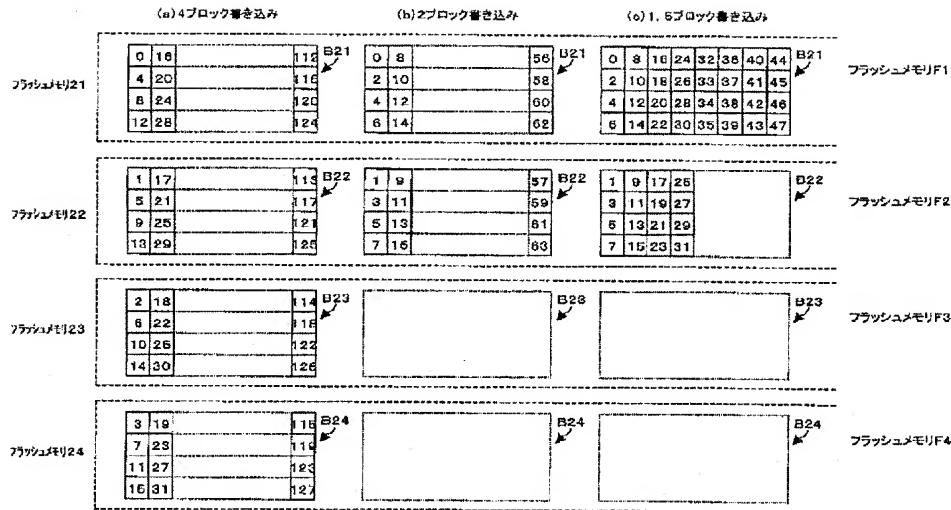 (a)4ブロック書き込み (b)2ブロック書き込み (c)1.5ブロック書き込み
フラッシュメモリ21
0 16 112 B21
4 20 116
8 24 120
12 28 124
0 8 56 B21
2 10 58
4 12 60
6 14 62
0 8 16 24 32 36 40 44 B21
2 10 18 26 33 37 41 45
4 12 20 28 34 38 42 46
6 14 22 30 35 39 43 47
フラッシュメモリF1
フラッシュメモリ22
1 17 113 B22
5 21 117
9 25 121
13 29 125
1 9 57 B22
3 11 59
5 13 61
7 15 63
1 9 17 25 B22
3 11 19 27
5 13 21 29
7 15 23 31
フラッシュメモリF2
フラッシュメモリ23
2 18 114 B23
6 22 118
10 26 122
14 30 126
B23
B23
フラッシュメモリF3
フラッシュメモリ24
3 19 115 B24
7 23 119
11 27 123
15 31 127
B24
B24
フラッシュメモリF4